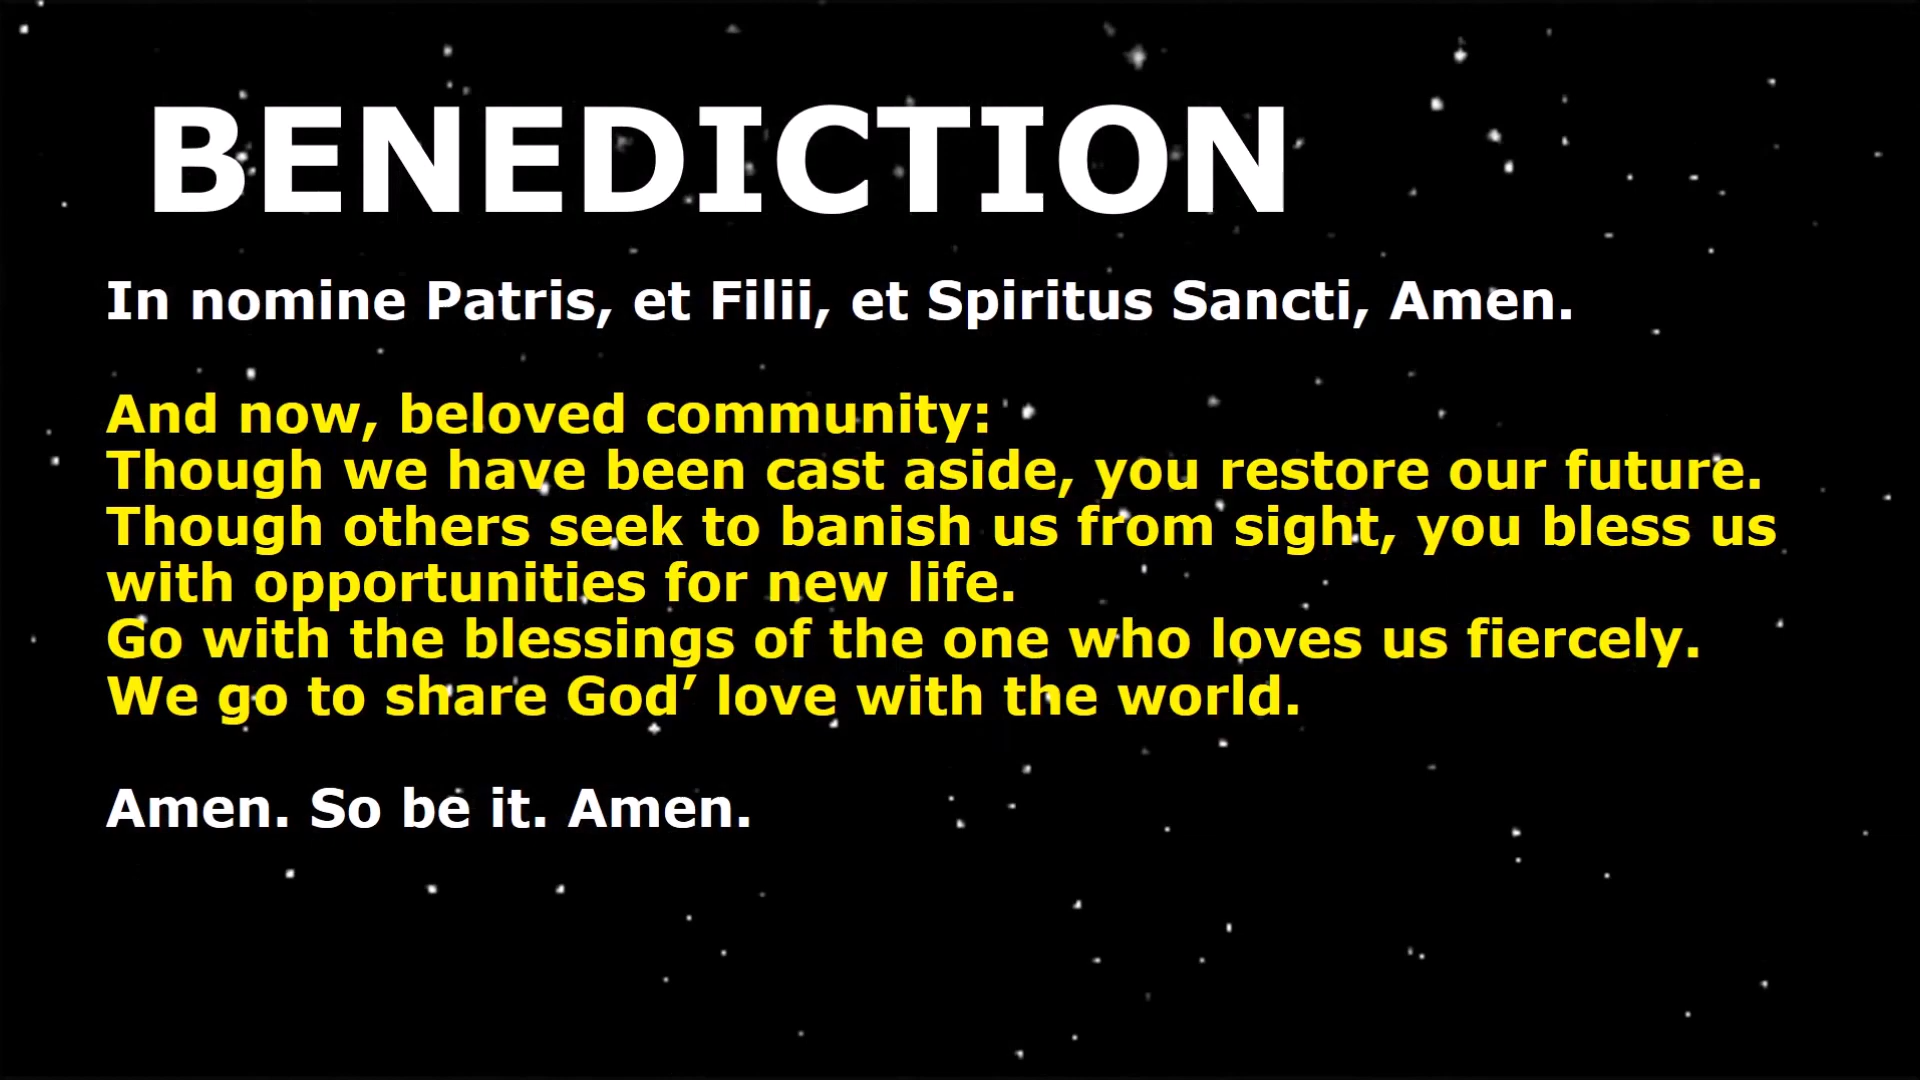 BENEDICTION
In nomine Patris, et Filii, et Spiritus Sancti, Amen.
And now, beloved community:
Though we have been cast aside, you restore our future.
Though others seek to banish us from sight, you bless us
with opportunities for new life.
Go with the blessings of the one who loves us fiercely.
We go to share God’ love with the world.
Amen. So be it. Amen.